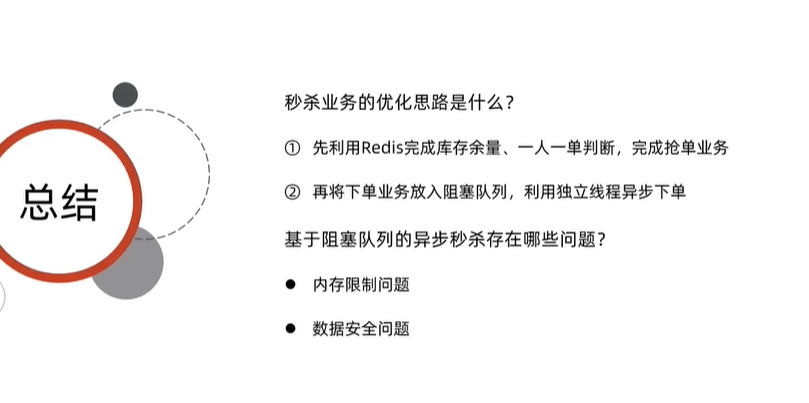 总结
秒杀业务的优化思路是什么？
① 先利用Redis完成库存余量、一人一单判断，完成抢单业务
② 再将下单业务放入阻塞队列，利用独立线程异步下单
基于阻塞队列的异步秒杀存在哪些问题？
● 内存限制问题
● 数据安全问题